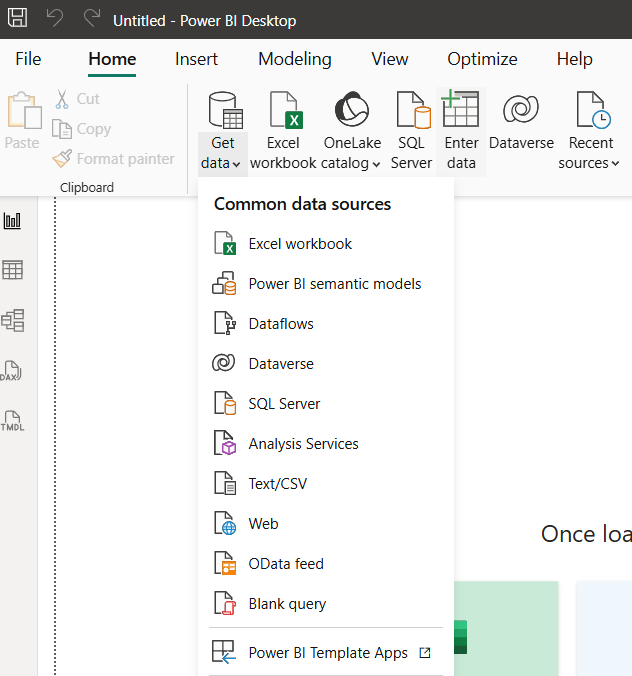 Untitled - Power BI Desktop
File Home Insert Modeling View Optimize Help
Paste
Cut
Copy
Format painter
Clipboard
Get data
Excel workbook
OneLake catalog
SQL Server
Enter data
Dataverse
Recent sources
Common data sources
Excel workbook
Power BI semantic models
Dataflows
Dataverse
SQL Server
Analysis Services
Text/CSV
Web
OData feed
Blank query
Power BI Template Apps
DAX
TMDL
Once loa